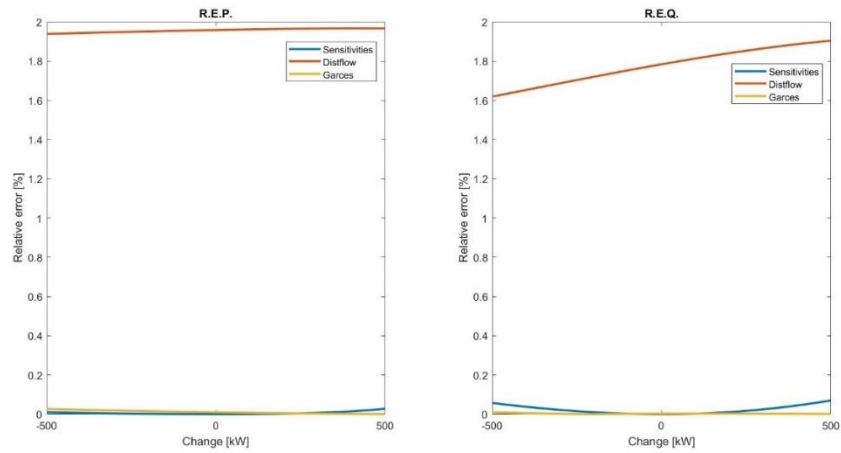 R.E.P.
2
1.8
1.6
1.4
1.2
1
0.8
0.6
0.4
0.2
0
Relative error [%]
Sensitivities
Distflow
Garces
-500
0
500
Change [kW]
R.E.Q.
2
1.8
1.6
1.4
1.2
1
0.8
0.6
0.4
0.2
0
Relative error [%]
Sensitivities
Distflow
Garces
-500
0
500
Change [kW]